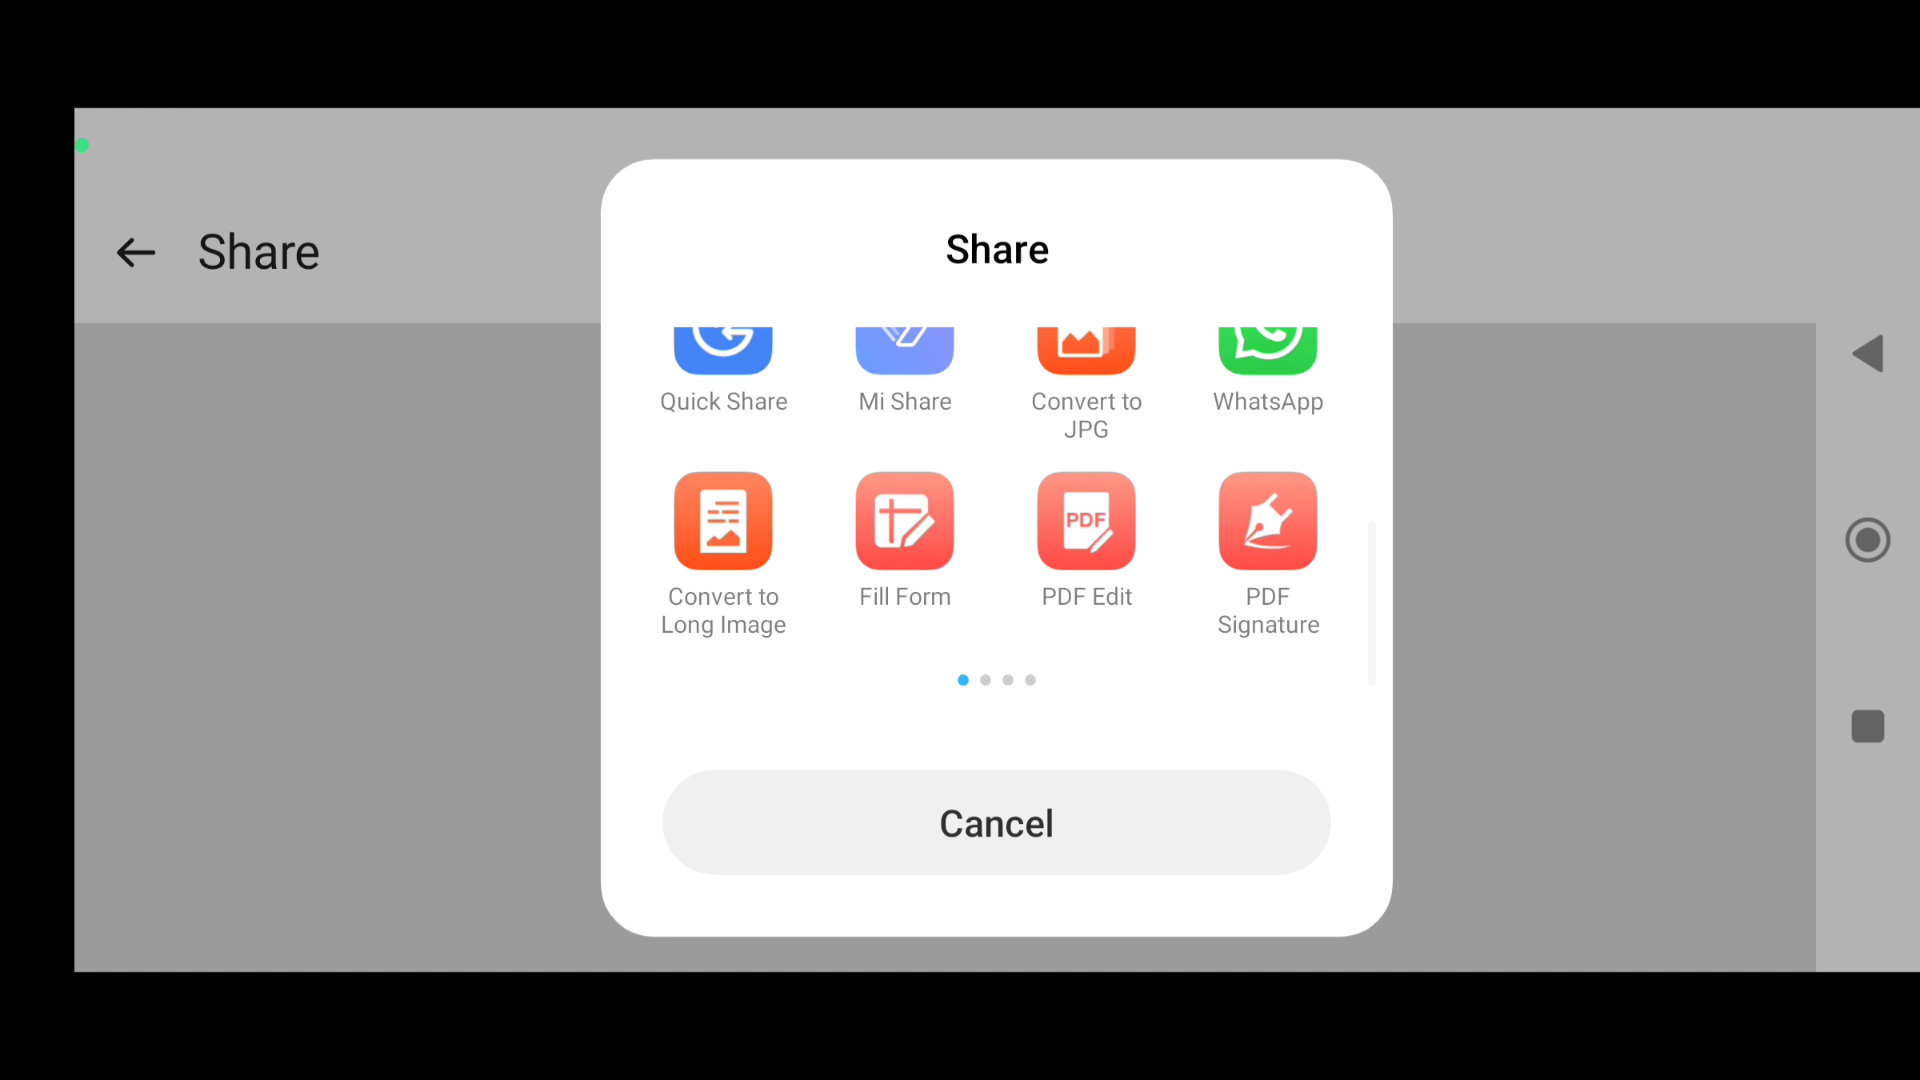 Share
Share
Quick Share
Mi Share
Convert to
JPG
WhatsApp
Convert to
Long Image
Fill Form
PDF
PDF Edit
PDF
Signature
Cancel